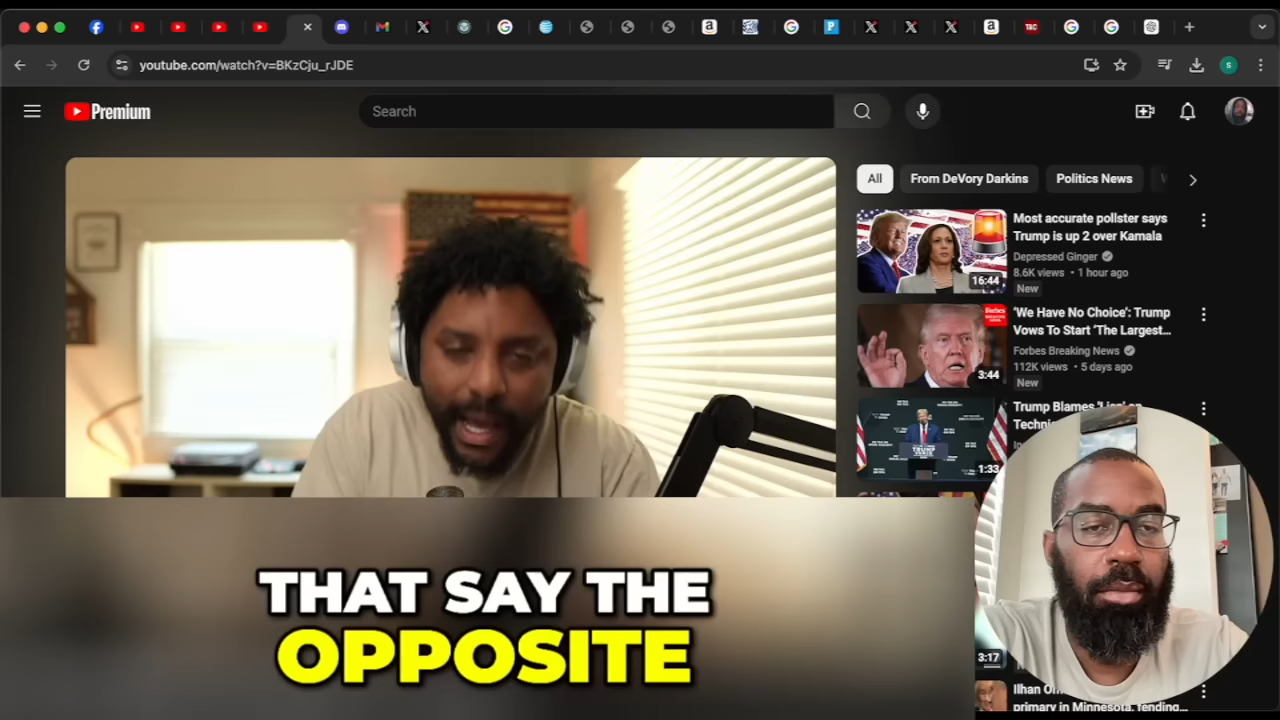 youtube.com/watch?v=BKzCju_rJDE
S
Premium
Search
All
From DeVory Darkins
Politics News
Most accurate pollster says
Trump is up 2 over Kamala
Depressed Ginger
8.6K views • 1 hour ago
New
16:44
'We Have No Choice': Trump
Vows To Start 'The Largest...
Forbes Breaking News
112K views • 5 days ago
New
Forbes
3:44
Trump Blames
1:33
3:17
primary in Minnesota, fending...
THAT SAY THE
OPPOSITE